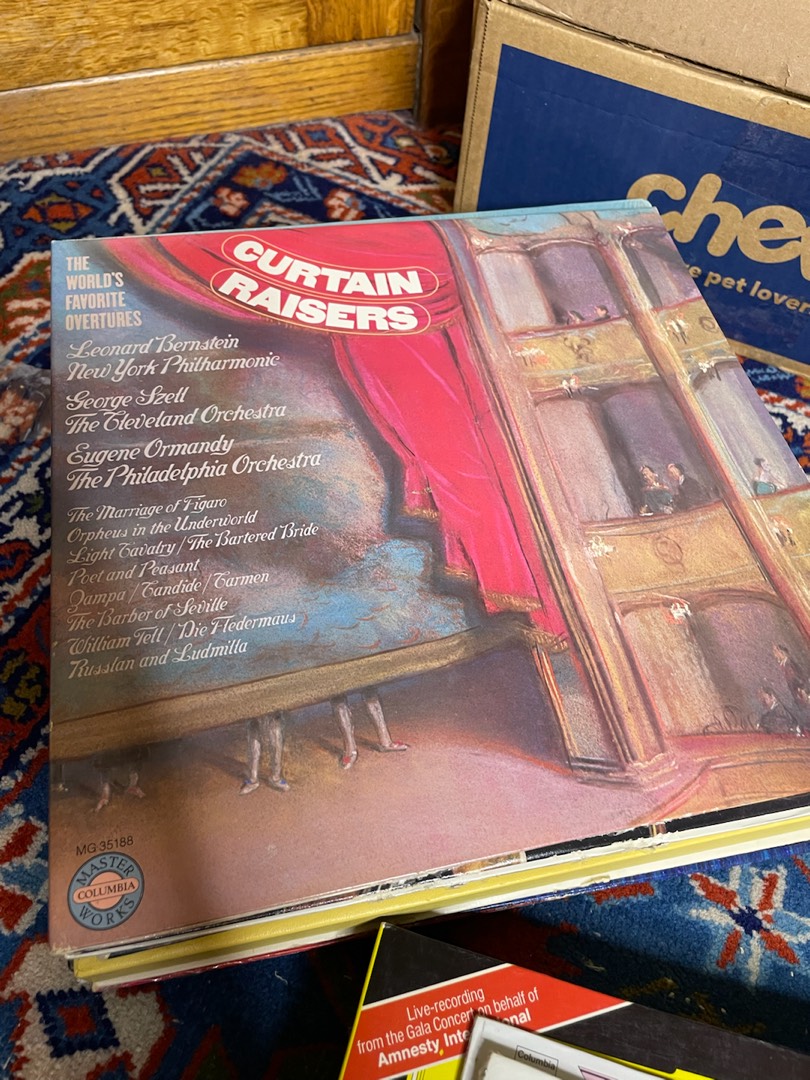 CURTAIN
RAISERS
THE
WORLD'S
FAVORITE
OVERTURES
Leonard Bernstein
New York Philharmonic
George Szell
The Cleveland Orchestra
Eugene Ormandy
The Philadelphia Orchestra
The Marriage of Figaro
Orpheus in the Underworld
Light Cavalry / The Bartered Bride
Poet and Peasant
Zampa / Candide / Carmen
The Barber of Seville
William Tell / Die Fledermaus
Russlan and Ludmilla
MG 35188
MASTER
COLUMBIA
WORKS
Live-recording
from the Gala Concert on behalf of
Amnesty
Columbia
pet